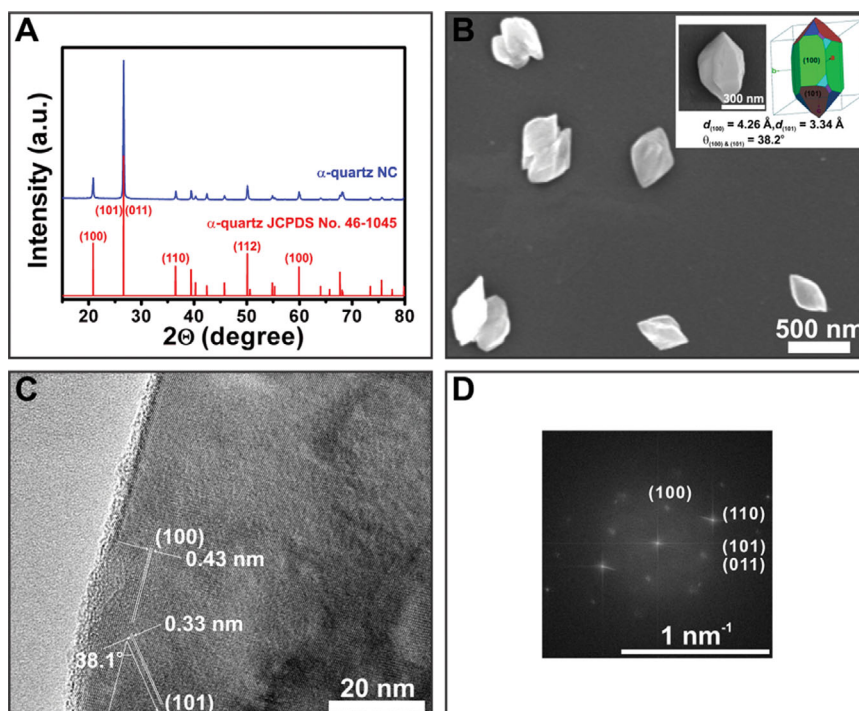 A
α-quartz NC
(101)
(011)
α-quartz JCPDS No. 46-1045
(100)
(110)
(112)
(100)
Intensity (a.u.)
20 30 40 50 60 70 80
2Θ (degree)
B
300 nm
b
a
(100)
(101)
d(100) = 4.26 Å, d(101) = 3.34 Å
θ(100) & (101) = 38.2°
500 nm
C
(100)
0.43 nm
0.33 nm
38.1°
(101)
20 nm
D
(100)
(110)
(101)
(011)
1 nm-1